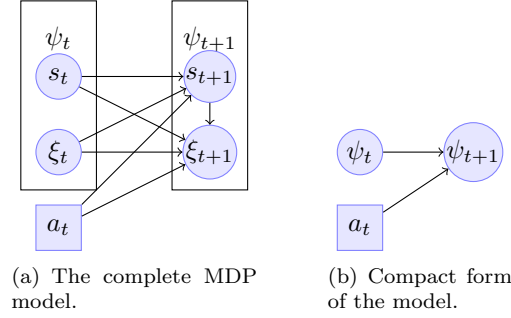 ψt ψt+1
st st+1
ξt ξt+1
at
(a) The complete MDP
model.
ψt ψt+1
at
(b) Compact form
of the model.